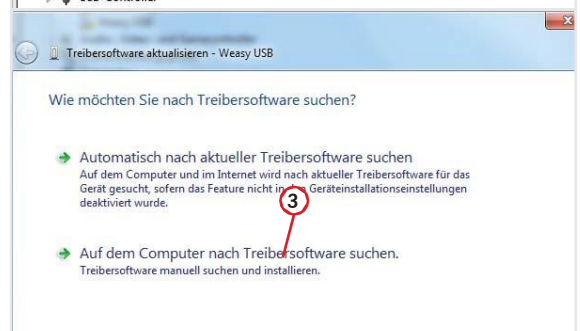 Treibersoftware aktualisieren - Weasy USB
Wie möchten Sie nach Treibersoftware suchen?
Automatisch nach aktueller Treibersoftware suchen
Auf dem Computer und im Internet wird nach aktueller Treibersoftware für das
Gerät gesucht, sofern das Feature nicht in den Geräteinstallationseinstellungen
deaktiviert wurde.
3
Auf dem Computer nach Treibersoftware suchen.
Treibersoftware manuell suchen und installieren.